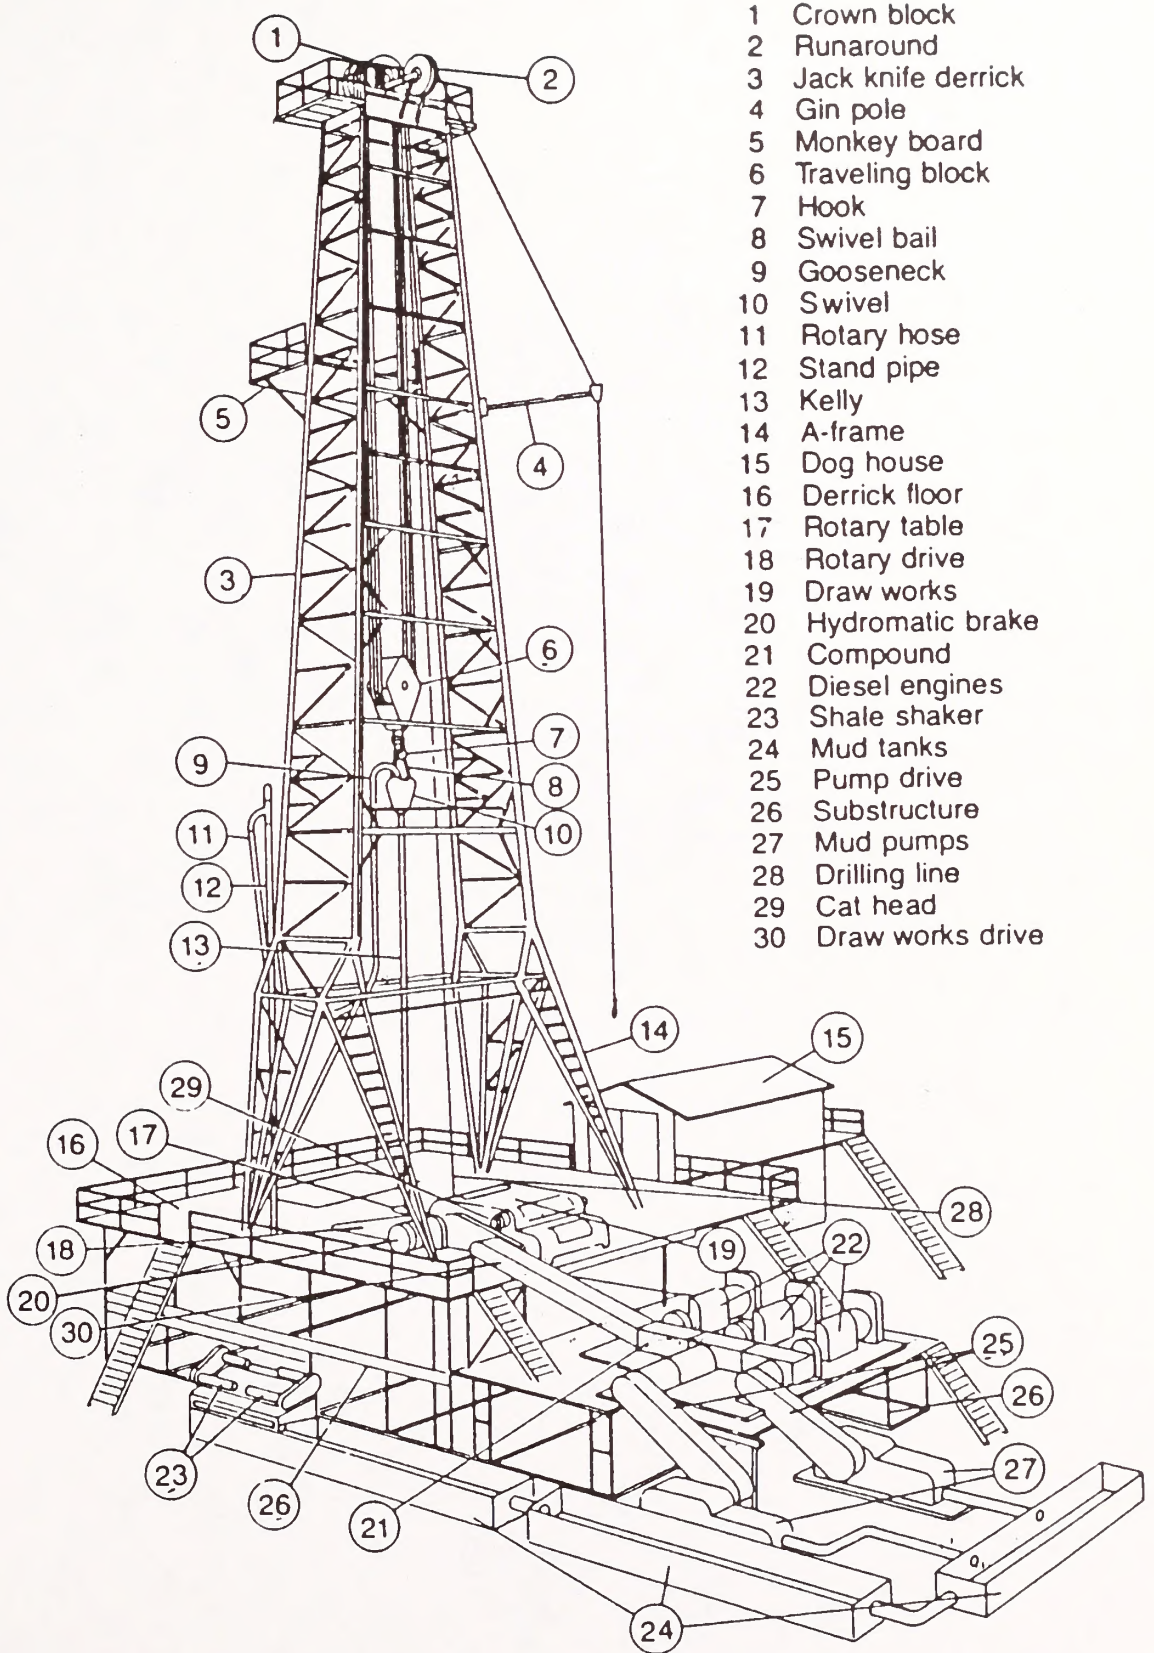 1 Crown block
2 Runaround
3 Jack knife derrick
4 Gin pole
5 Monkey board
6 Traveling block
7 Hook
8 Swivel bail
9 Gooseneck
10 Swivel
11 Rotary hose
12 Stand pipe
13 Kelly
14 A-frame
15 Dog house
16 Derrick floor
17 Rotary table
18 Rotary drive
19 Draw works
20 Hydromatic brake
21 Compound
22 Diesel engines
23 Shale shaker
24 Mud tanks
25 Pump drive
26 Substructure
27 Mud pumps
28 Drilling line
29 Cat head
30 Draw works drive
1
2
5
4
3
6
7
9
8
11
10
12
13
14
15
29
17
16
28
18
19
22
20
30
25
26
23
26
27
21
24